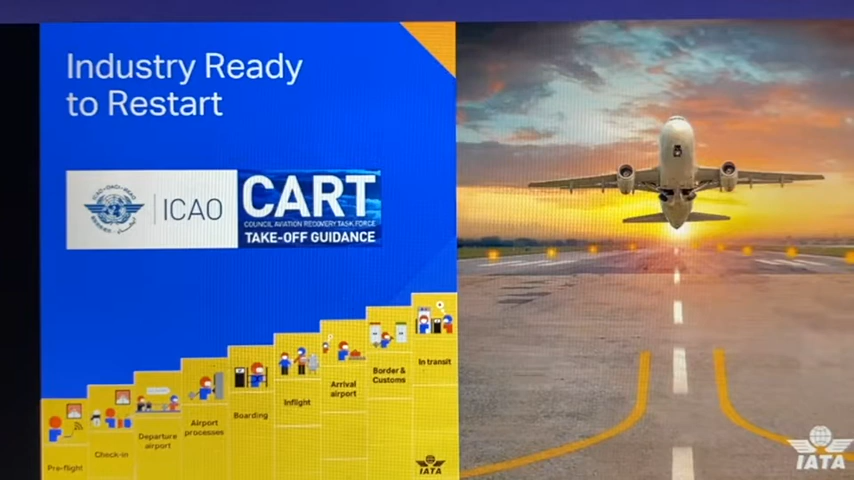 Industry Ready
to Restart
ICAO
CART
COUNCIL AVIATION RECOVERY TASK FORCE
TAKE-OFF GUIDANCE
Pre-flight
Check-in
Departure
airport
Airport
processes
Boarding
Inflight
Arrival
airport
Border &
Customs
In transit
IATA
IATA